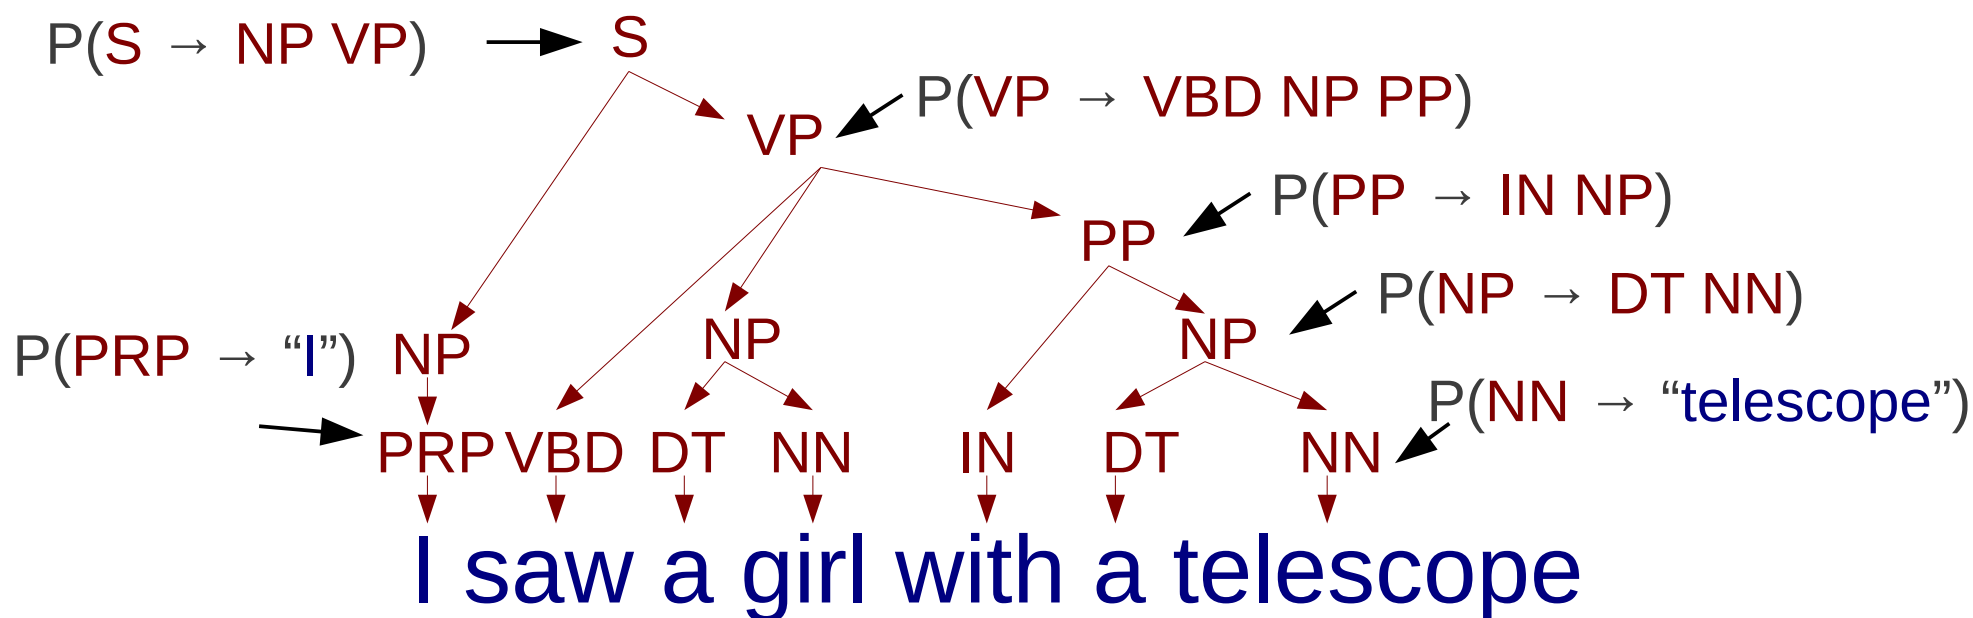 P(S → NP VP) S
VP P(VP → VBD NP PP)
PP P(PP → IN NP)
P(PRP → “I”) NP NP NP P(NP → DT NN)
PRP VBD DT NN IN DT NN P(NN → “telescope”)
I saw a girl with a telescope